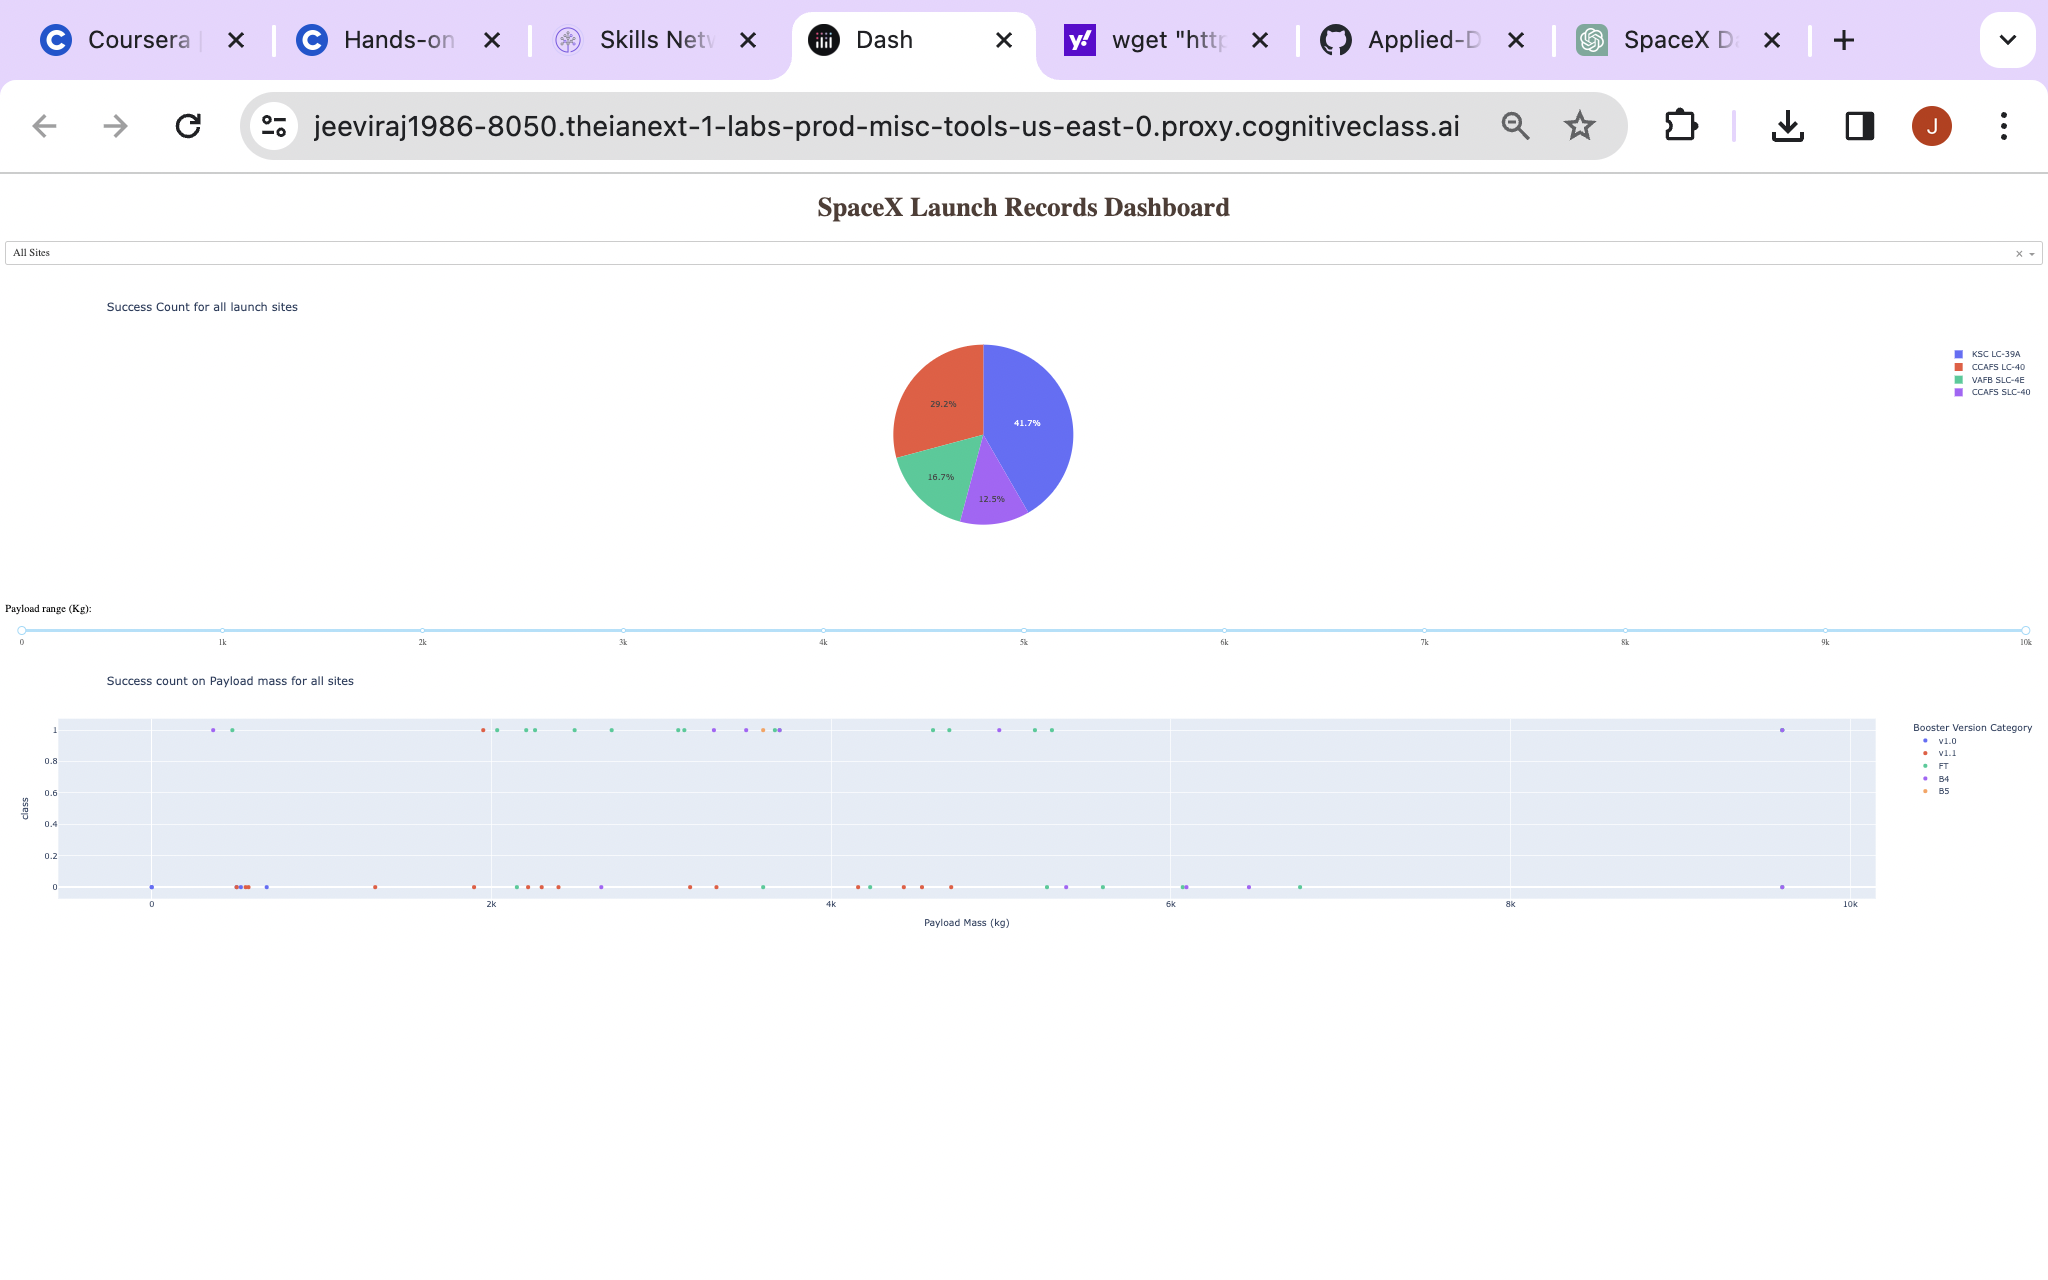 Coursera |
Hands-on
Skills Netw
Dash
wget "http
Applied-D
SpaceX Da
jeeviraj1986-8050.theianext-1-labs-prod-misc-tools-us-east-0.proxy.cognitiveclass.ai
J
SpaceX Launch Records Dashboard
All Sites
Success Count for all launch sites
KSC LC-39A
CCAFS LC-40
VAFB SLC-4E
CCAFS SLC-40
29.2%
41.7%
16.7%
12.5%
Payload range (Kg):
0 1k 2k 3k 4k 5k 6k 7k 8k 9k 10k
Success count on Payload mass for all sites
Booster Version Category
v1.0
v1.1
FT
B4
B5
1
0.8
0.6
0.4
0.2
0
class
0 2k 4k 6k 8k 10k
Payload Mass (kg)